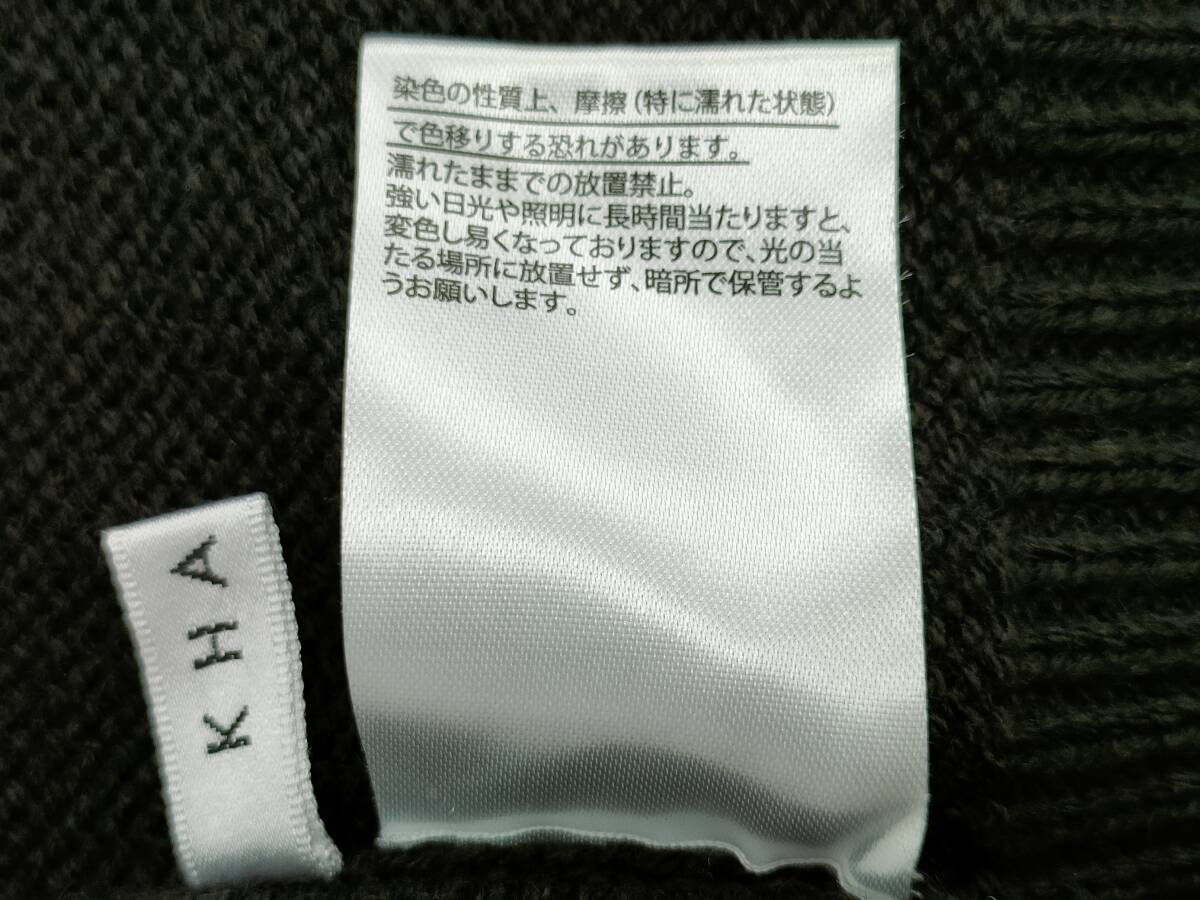 染色の性質上、摩擦(特に濡れた状態)
で色移りする恐れがあります。
濡れたままでの放置禁止。
強い日光や照明に長時間当たりますと、
変色し易くなっておりますので、光の当
たる場所に放置せず、暗所で保管するよ
うお願いします。
KHA